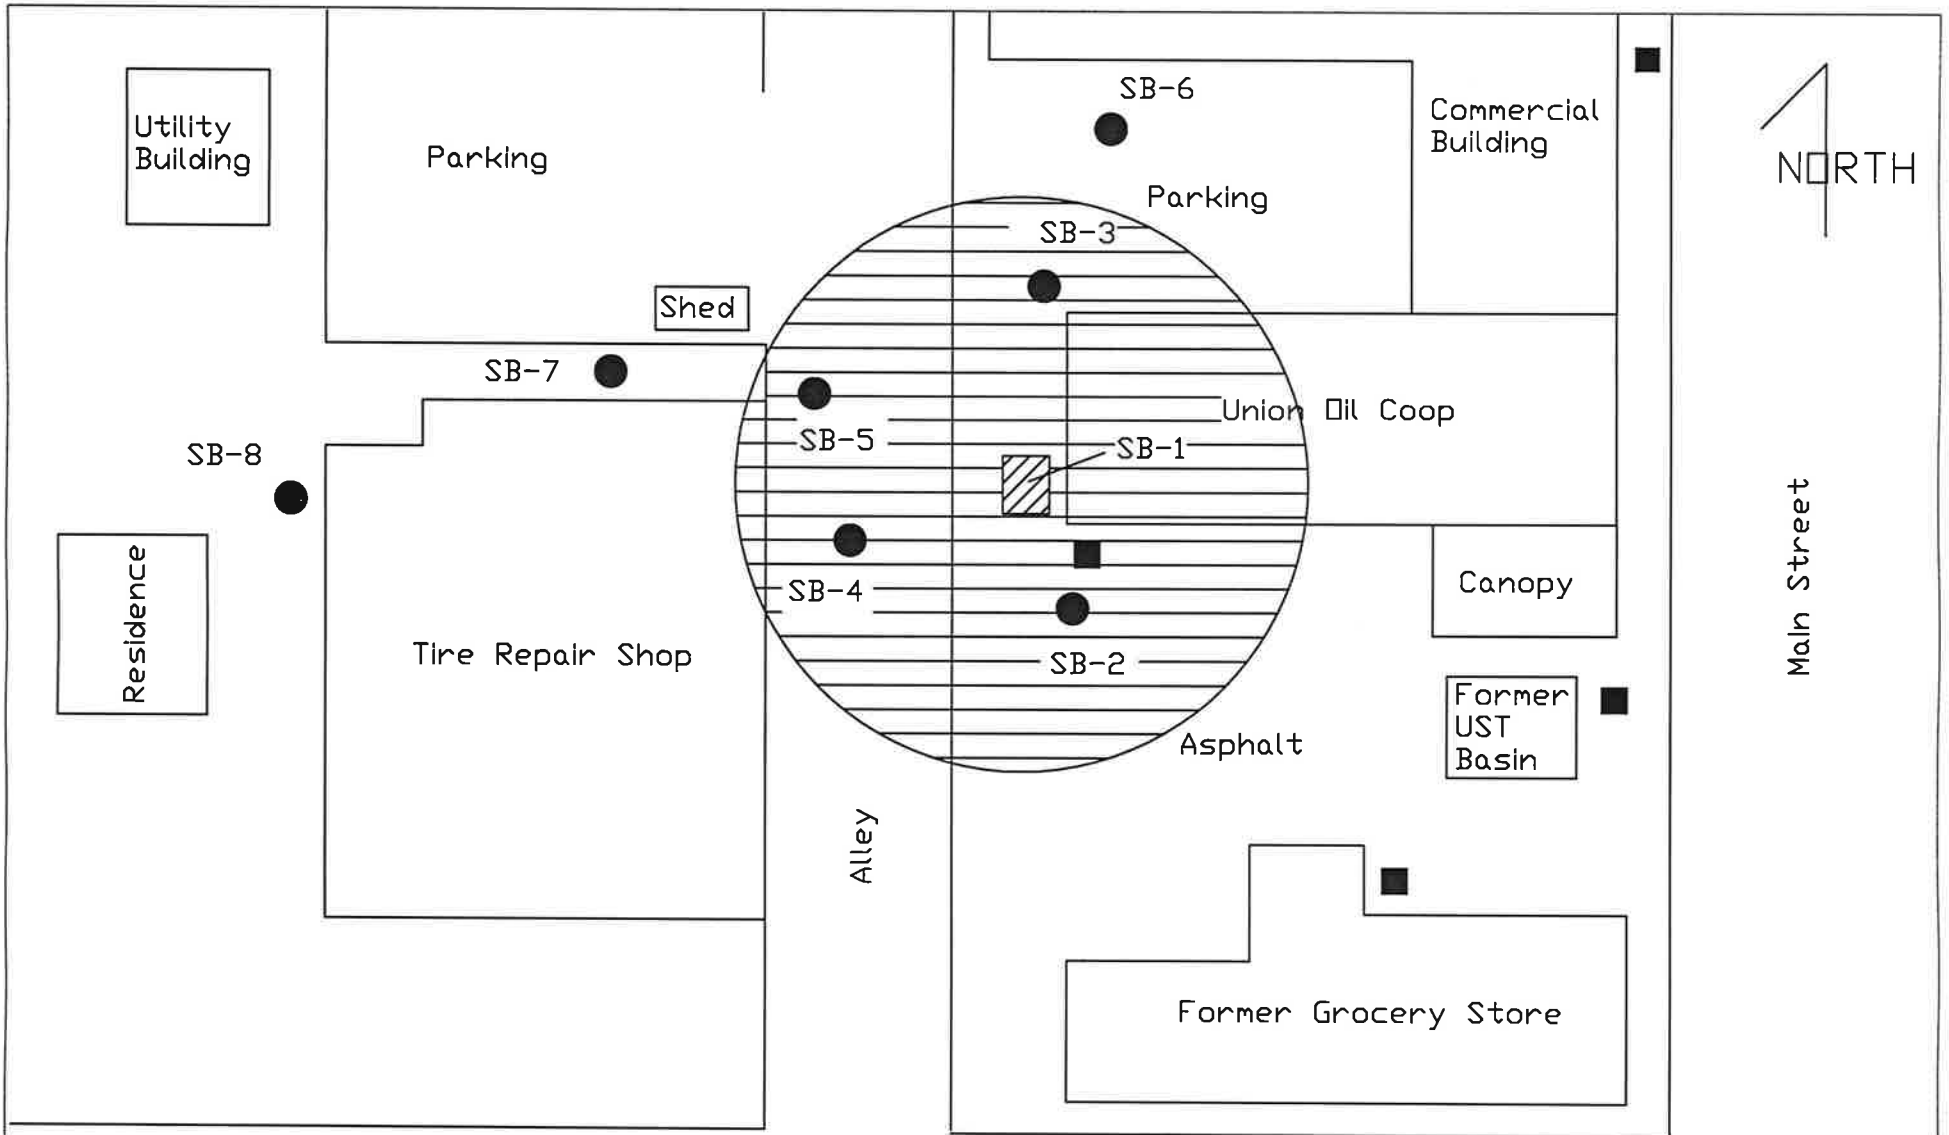 SB-6
Utility
Building
Parking
Commercial
Building
NORTH
Parking
SB-3
Shed
SB-7
Union Oil Coop
SB-5
SB-1
SB-8
Residence
SB-4
Canopy
Main Street
Tire Repair Shop
SB-2
Former
UST
Basin
Asphalt
Alley
Former Grocery Store